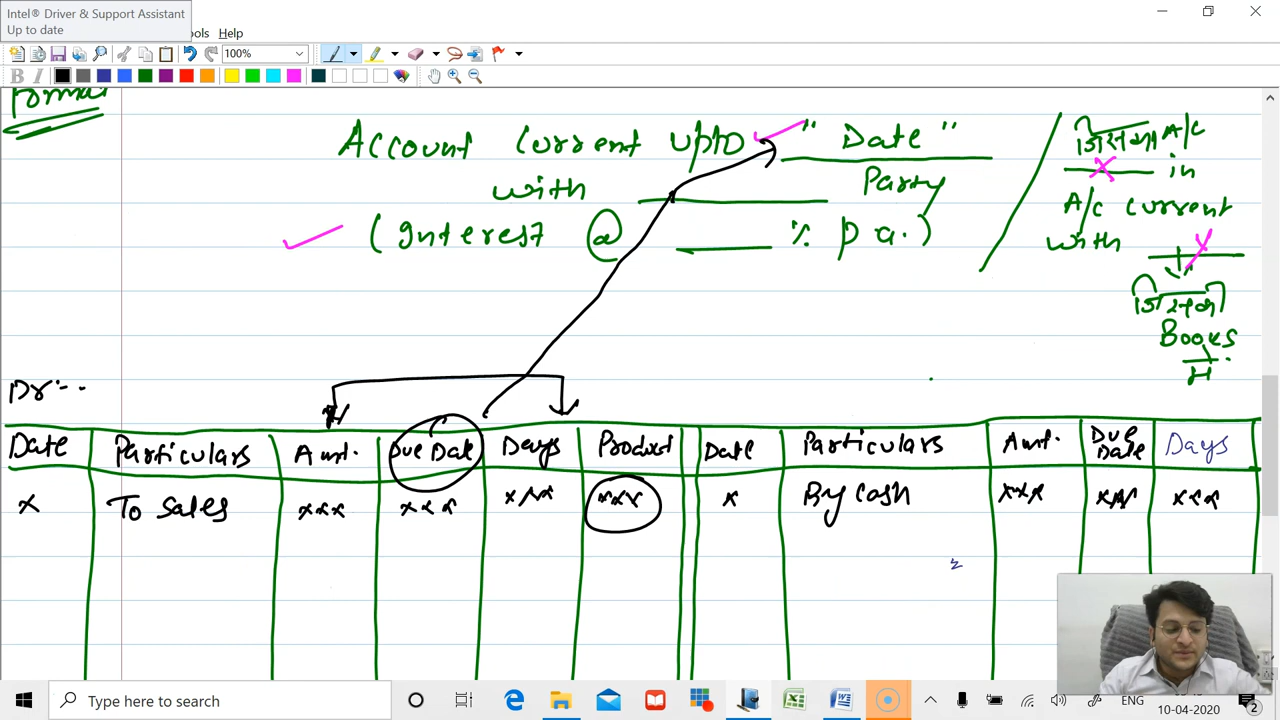 Intel® Driver & Support Assistant
Up to date
ols Help
100%
Format
Account Current upto "Date"
with Party
(Interest @ % p.a.)
A/c
in
A/c current
with
Books
Dr:-
Date Particulars Amt. Due Date Days Product Date Particulars Amt. Due Date Days
x To Sales xxx xxx xxx xxx x By Cash xxx xxx xxx
Type here to search
ENG
10-04-2020
2